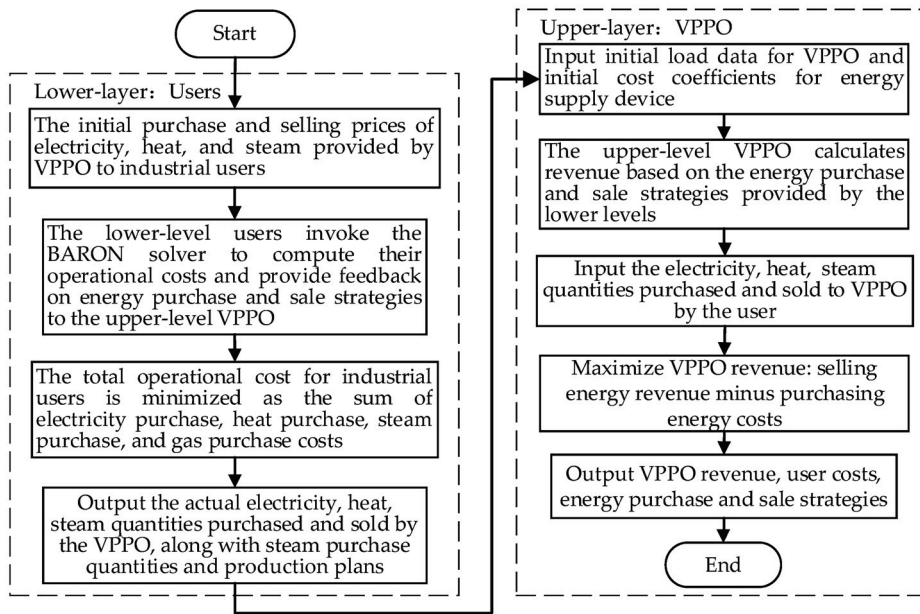 Start
Lower-layer: Users
The initial purchase and selling prices of
electricity, heat, and steam provided by
VPPO to industrial users
The lower-level users invoke the
BARON solver to compute their
operational costs and provide feedback
on energy purchase and sale strategies
to the upper-level VPPO
The total operational cost for industrial
users is minimized as the sum of
electricity purchase, heat purchase, steam
purchase, and gas purchase costs
Output the actual electricity, heat,
steam quantities purchased and sold by
the VPPO, along with steam purchase
quantities and production plans
Upper-layer: VPPO
Input initial load data for VPPO and
initial cost coefficients for energy
supply device
The upper-level VPPO calculates
revenue based on the energy purchase
and sale strategies provided by the
lower levels
Input the electricity, heat, steam
quantities purchased and sold to VPPO
by the user
Maximize VPPO revenue: selling
energy revenue minus purchasing
energy costs
Output VPPO revenue, user costs,
energy purchase and sale strategies
End